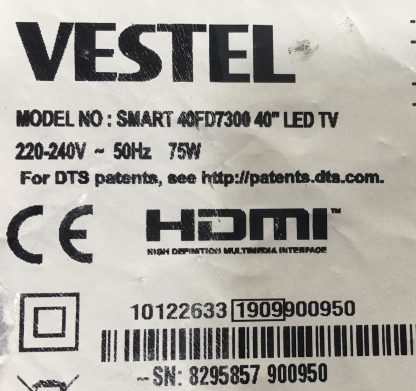 VESTEL
MODEL NO : SMART 40FD7300 40" LED TV
220-240V ~ 50Hz 75W
For DTS patents, see http://patents.dts.com.
CE HDMI™
HIGH DEFINITION MULTIMEDIA INTERFACE
10122633 1909900950
SN: 8295857 900950